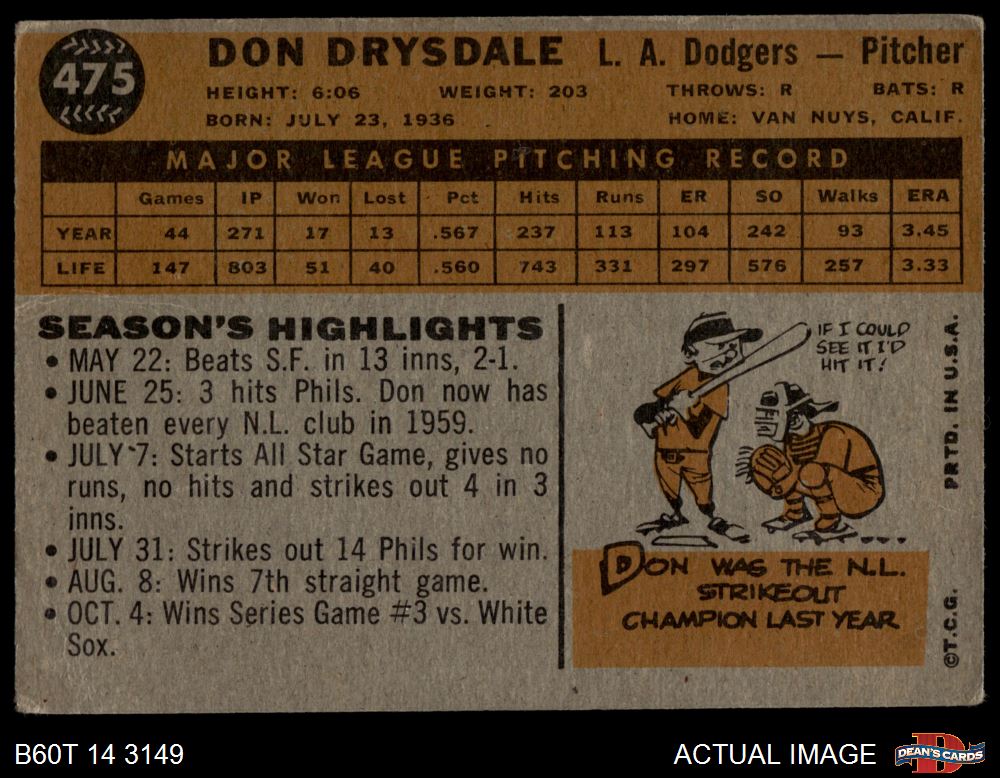 475
DON DRYSDALE L. A. Dodgers — Pitcher
HEIGHT: 6:06 WEIGHT: 203 THROWS: R BATS: R
BORN: JULY 23, 1936 HOME: VAN NUYS, CALIF.
MAJOR LEAGUE PITCHING RECORD
Games IP Won Lost Pct Hits Runs ER SO Walks ERA
YEAR 44 271 17 13 .567 237 113 104 242 93 3.45
LIFE 147 803 51 40 .560 743 331 297 576 257 3.33
SEASON'S HIGHLIGHTS
• MAY 22: Beats S.F. in 13 inns, 2-1.
• JUNE 25: 3 hits Phils. Don now has
beaten every N.L. club in 1959.
• JULY 7: Starts All Star Game, gives no
runs, no hits and strikes out 4 in 3
inns.
• JULY 31: Strikes out 14 Phils for win.
• AUG. 8: Wins 7th straight game.
• OCT. 4: Wins Series Game #3 vs. White
Sox.
IF I COULD
SEE IT I'D
HIT IT!
DON WAS THE N.L.
STRIKEOUT
CHAMPION LAST YEAR
©T.C.G. PRTD. IN U.S.A.
B60T 14 3149 ACTUAL IMAGE
DEAN'S CARDS